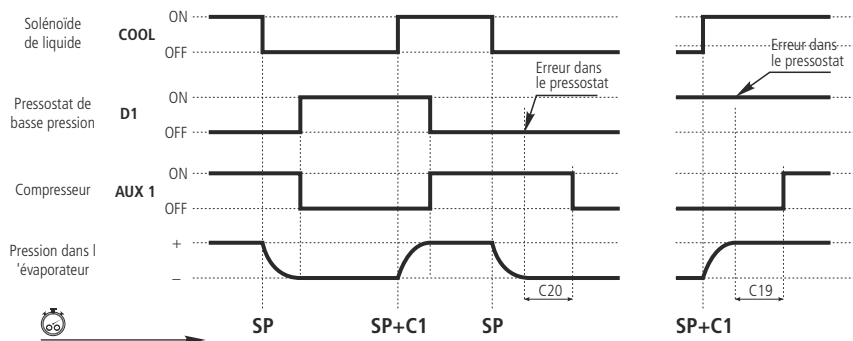 Solénoïde
de liquide
COOL
ON
OFF
Erreur dans
le pressostat
Erreur dans
le pressostat
Pressostat de
basse pression
D1
ON
OFF
Compresseur
AUX 1
ON
OFF
Pression dans l
'évaporateur
+
–
C20
C19
SP
SP+C1
SP
SP+C1